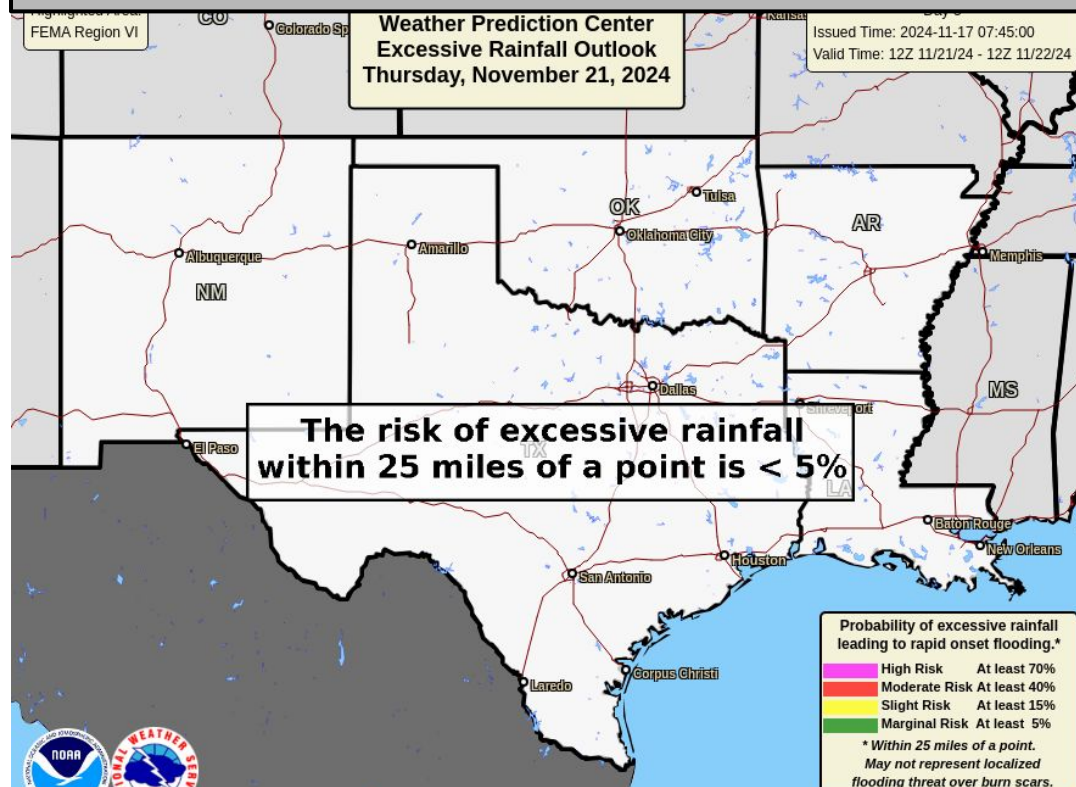 FEMA Region VI
Weather Prediction Center
Excessive Rainfall Outlook
Thursday, November 21, 2024
Issued Time: 2024-11-17 07:45:00
Valid Time: 12Z 11/21/24 - 12Z 11/22/24
CO
Colorado Sp
Kansas
Tulsa
OK
Oklahoma City
AR
Amarillo
Albuquerque
Memphis
NM
Dallas
MS
Shreveport
The risk of excessive rainfall
within 25 miles of a point is < 5%
El Paso
TX
LA
Baton Rouge
New Orleans
Houston
San Antonio
Corpus Christi
Laredo
Probability of excessive rainfall
leading to rapid onset flooding.*
High Risk At least 70%
Moderate Risk At least 40%
Slight Risk At least 15%
Marginal Risk At least 5%
* Within 25 miles of a point.
May not represent localized
flooding threat over burn scars.
NOAA